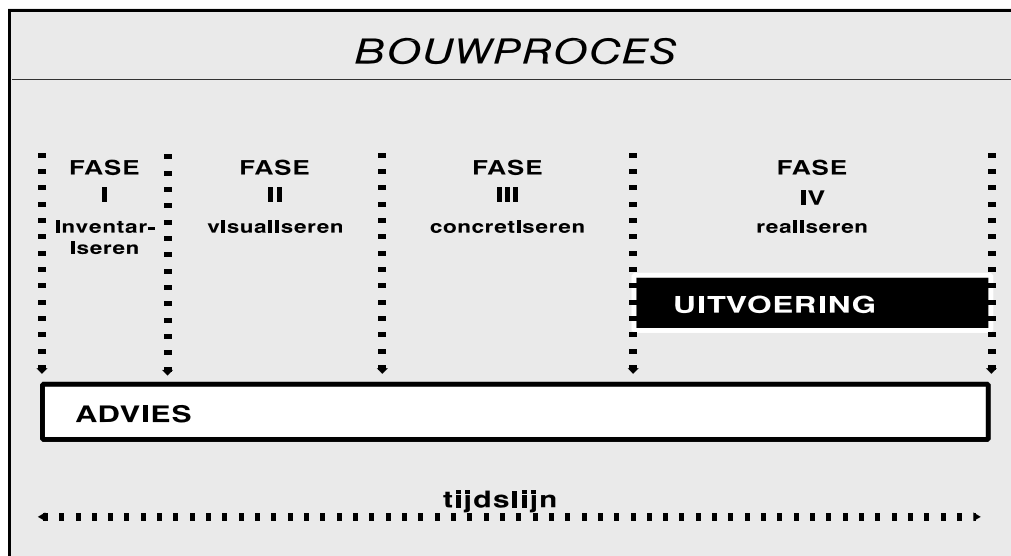 BOUWPROCES
FASE
I
Inventar-
iseren
FASE
II
visualiseren
FASE
III
concretiseren
FASE
IV
realiseren
UITVOERING
ADVIES
tijdslijn